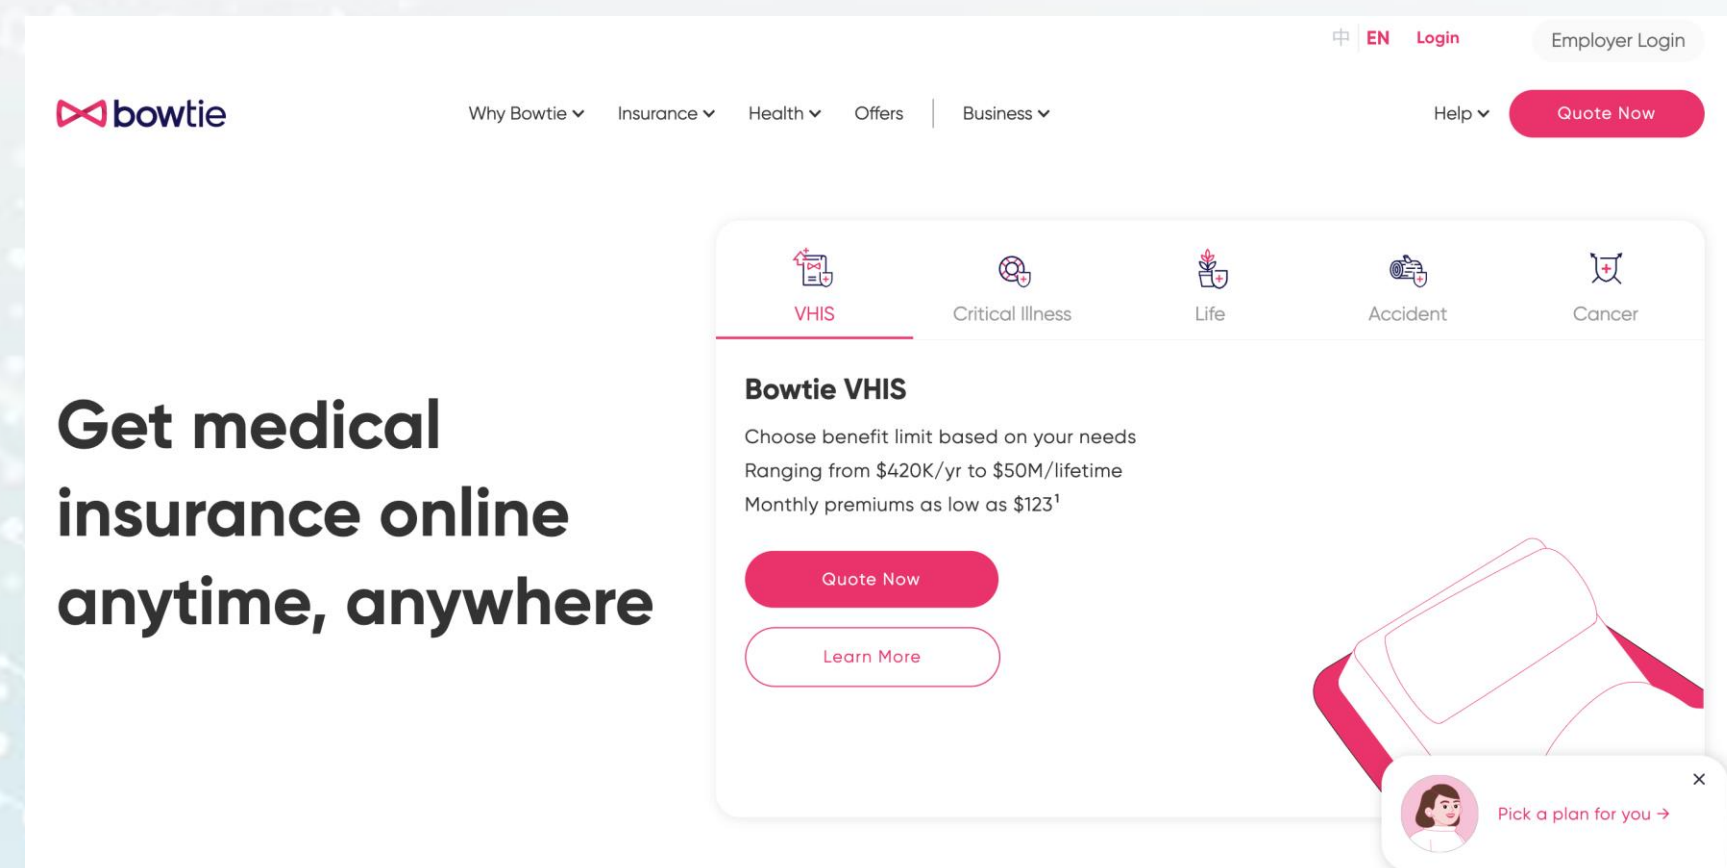 中 EN Login Employer Login
bowtie Why Bowtie Insurance Health Offers Business Help Quote Now
VHIS Critical Illness Life Accident Cancer
Get medical
insurance online
anytime, anywhere
Bowtie VHIS
Choose benefit limit based on your needs
Ranging from $420K/yr to $50M/lifetime
Monthly premiums as low as $123¹
Quote Now
Learn More
Pick a plan for you →